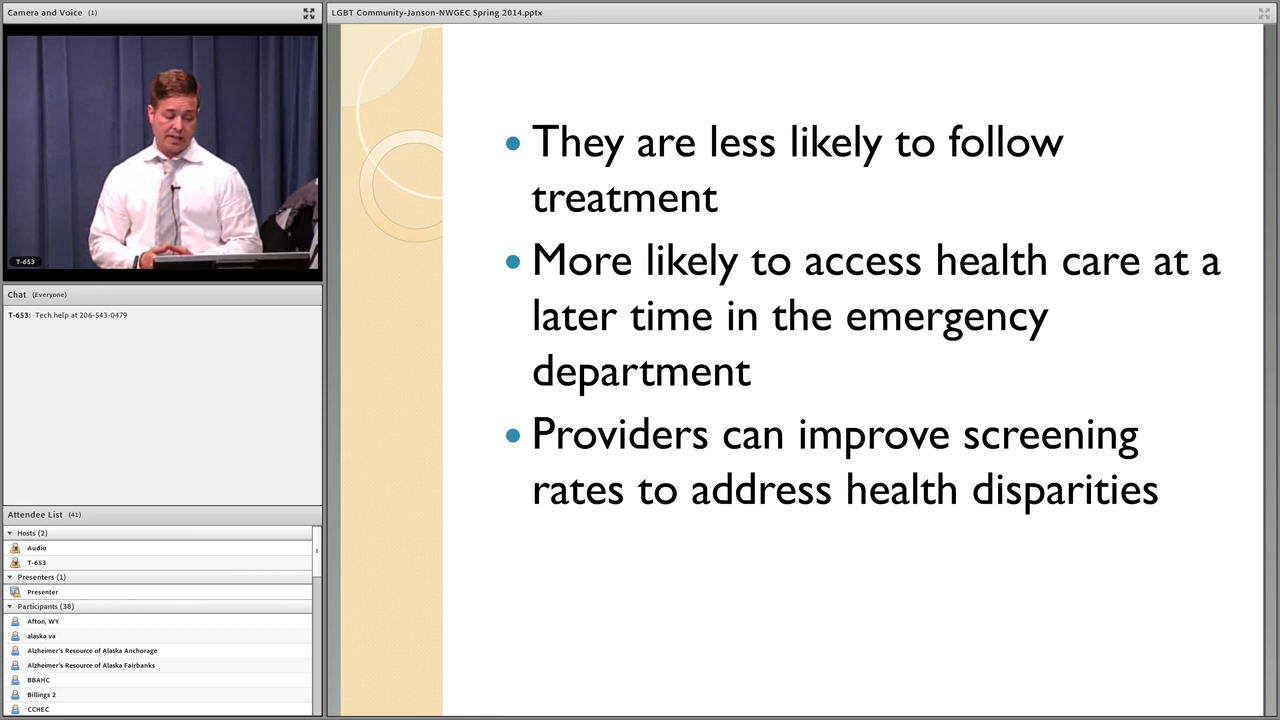 Camera and Voice (1)
T-653
Chat (Everyone)
T-653: Tech help at 206-543-0479
Attendee List (41)
Hosts (2)
Audio
T-653
Presenters (1)
Presenter
Participants (38)
Afton, WY
alaska va
Alzheimer's Resource of Alaska Anchorage
Alzheimer's Resource of Alaska Fairbanks
BBAHC
Billings 2
CCHEC
LGBT Community-Janson-NWGEC Spring 2014.pptx
• They are less likely to follow
treatment
• More likely to access health care at a
later time in the emergency
department
• Providers can improve screening
rates to address health disparities